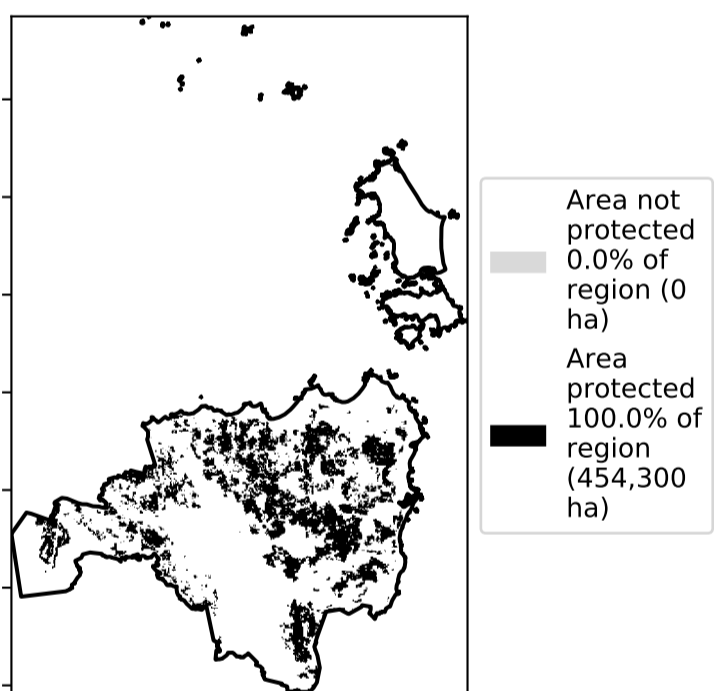 Area not
protected
0.0% of
region (0
ha)
Area
protected
100.0% of
region
(454,300
ha)